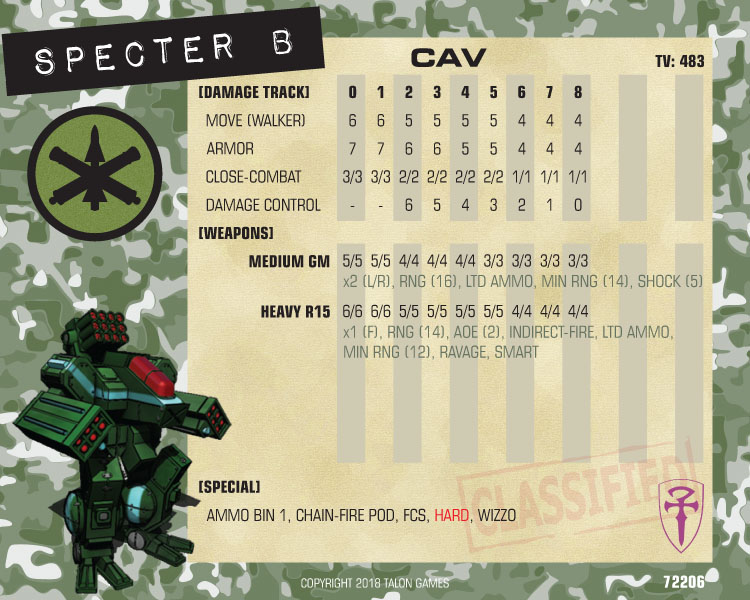 SPECTER B
CAV
TV: 483
[DAMAGE TRACK] 0 1 2 3 4 5 6 7 8
MOVE (WALKER) 6 6 5 5 5 5 4 4 4
ARMOR 7 7 6 6 5 5 4 4 4
CLOSE-COMBAT 3/3 3/3 2/2 2/2 2/2 2/2 1/1 1/1 1/1
DAMAGE CONTROL - - 6 5 4 3 2 1 0
[WEAPONS]
MEDIUM GM 5/5 5/5 4/4 4/4 4/4 3/3 3/3 3/3 3/3
x2 (L/R), RNG (16), LTD AMMO, MIN RNG (14), SHOCK (5)
HEAVY R15 6/6 6/6 5/5 5/5 5/5 5/5 4/4 4/4 4/4
x1 (F), RNG (14), AOE (2), INDIRECT-FIRE, LTD AMMO,
MIN RNG (12), RAVAGE, SMART
[SPECIAL]
CLASSIFIED
AMMO BIN 1, CHAIN-FIRE POD, FCS, HARD, WIZZO
COPYRIGHT 2018 TALON GAMES
72206